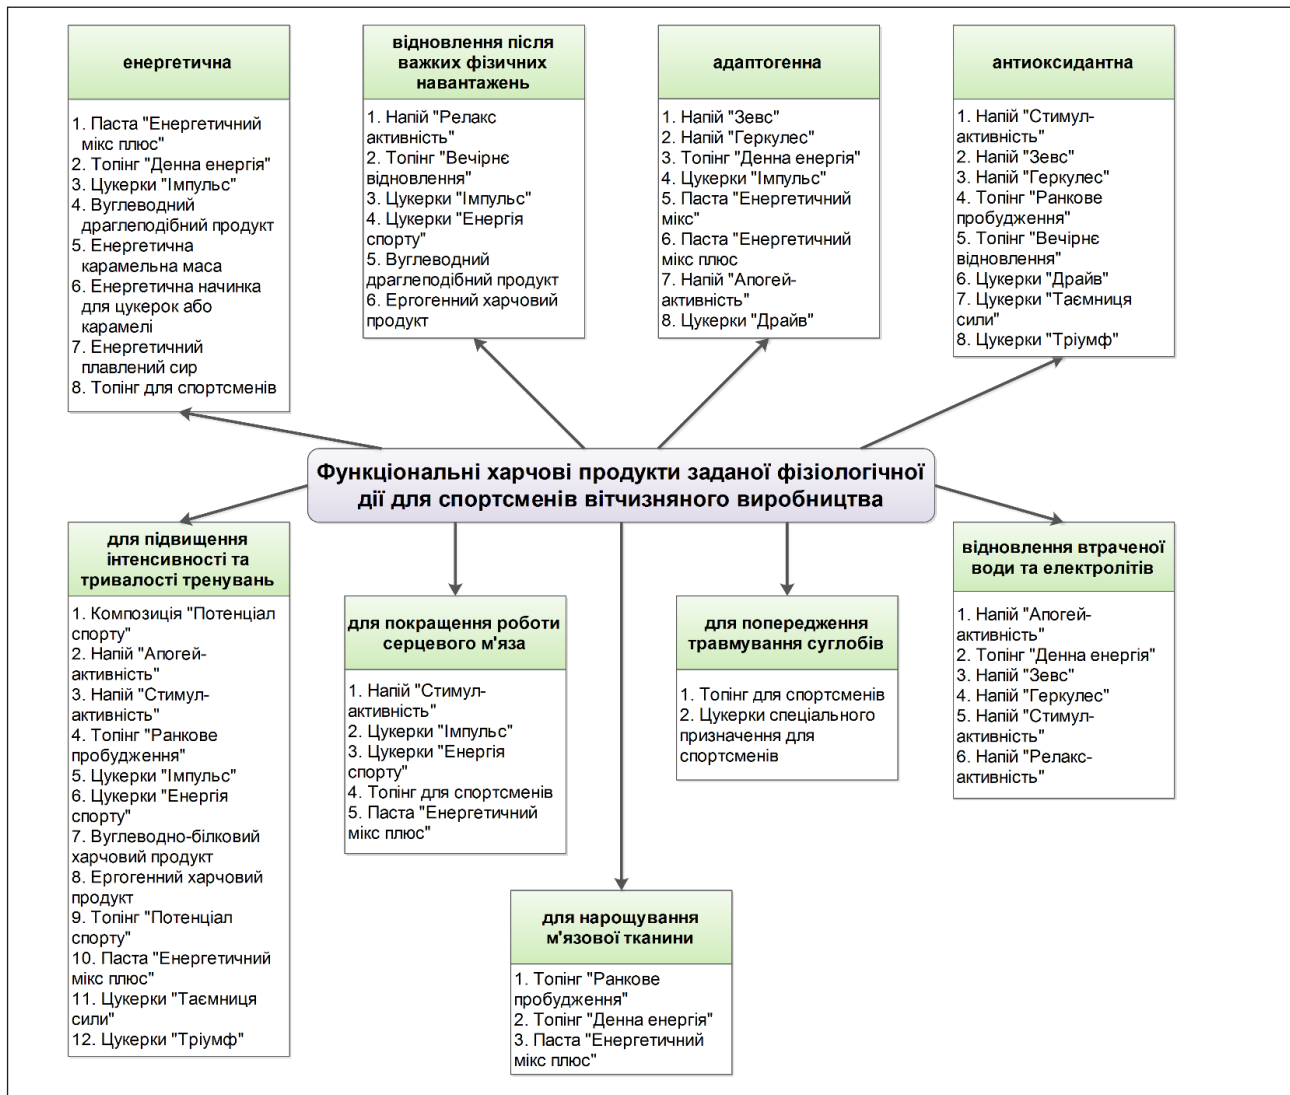 енергетична
1. Паста "Енергетичний
мікс плюс"
2. Топінг "Денна енергія"
3. Цукерки "Імпульс"
4. Вуглеводний
драглеподібний продукт
5. Енергетична
карамельна маса
6. Енергетична начинка
для цукерок або
карамелі
7. Енергетичний
плавлений сир
8. Топінг для спортсменів
відновлення після
важких фізичних
навантажень
1. Напій "Релакс
активність"
2. Топінг "Вечірнє
відновлення"
3. Цукерки "Імпульс"
4. Цукерки "Енергія
спорту"
5. Вуглеводний
драглеподібний продукт
6. Ергогенний харчовий
продукт
адаптогенна
1. Напій "Зевс"
2. Напій "Геркулес"
3. Топінг "Денна енергія"
4. Цукерки "Імпульс"
5. Паста "Енергетичний
мікс"
6. Паста "Енергетичний
мікс плюс
7. Напій "Апогей-
активність"
8. Цукерки "Драйв"
антиоксидантна
1. Напій "Стимул-
активність"
2. Напій "Зевс"
3. Напій "Геркулес"
4. Топінг "Ранкове
пробудження"
5. Топінг "Вечірнє
відновлення"
6. Цукерки "Драйв"
7. Цукерки "Таємниця
сили"
8. Цукерки "Тріумф"
Функціональні харчові продукти заданої фізіологічної
дії для спортсменів вітчизняного виробництва
для підвищення
інтенсивності та
тривалості тренувань
1. Композиція "Потенціал
спорту"
2. Напій "Апогей-
активність"
3. Напій "Стимул-
активність"
4. Топінг "Ранкове
пробудження"
5. Цукерки "Імпульс"
6. Цукерки "Енергія
спорту"
7. Вуглеводно-білковий
харчовий продукт
8. Ергогенний харчовий
продукт
9. Топінг "Потенціал
спорту"
10. Паста "Енергетичний
мікс плюс"
11. Цукерки "Таємниця
сили"
12. Цукерки "Тріумф"
для покращення роботи
серцевого м'яза
1. Напій "Стимул-
активність"
2. Цукерки "Імпульс"
3. Цукерки "Енергія
спорту"
4. Топінг для спортсменів
5. Паста "Енергетичний
мікс плюс"
для нарощування
м'язової тканини
1. Топінг "Ранкове
пробудження"
2. Топінг "Денна енергія"
3. Паста "Енергетичний
мікс плюс"
для попередження
травмування суглобів
1. Топінг для спортсменів
2. Цукерки спеціального
призначення для
спортсменів
відновлення втраченої
води та електролітів
1. Напій "Апогей-
активність"
2. Топінг "Денна енергія"
3. Напій "Зевс"
4. Напій "Геркулес"
5. Напій "Стимул-
активність"
6. Напій "Релакс-
активність"